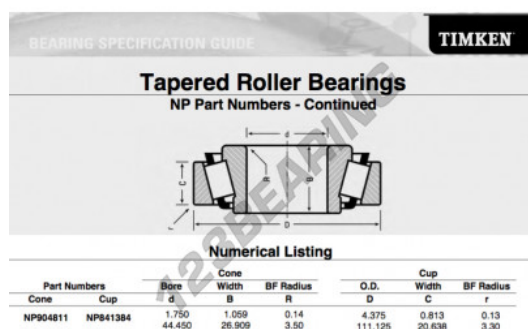 BEARING SPECIFICATION GUIDE
TIMKEN
Tapered Roller Bearings
NP Part Numbers - Continued
d
C
R
B
r
D
123BEARING
Numerical Listing
Cone Cup
Part Numbers Bore Width BF Radius O.D. Width BF Radius
Cone Cup d B R D C r
NP904811 NP841384 1.750 1.059 0.14 4.375 0.813 0.13
44.450 26.909 3.50 111.125 20.638 3.30